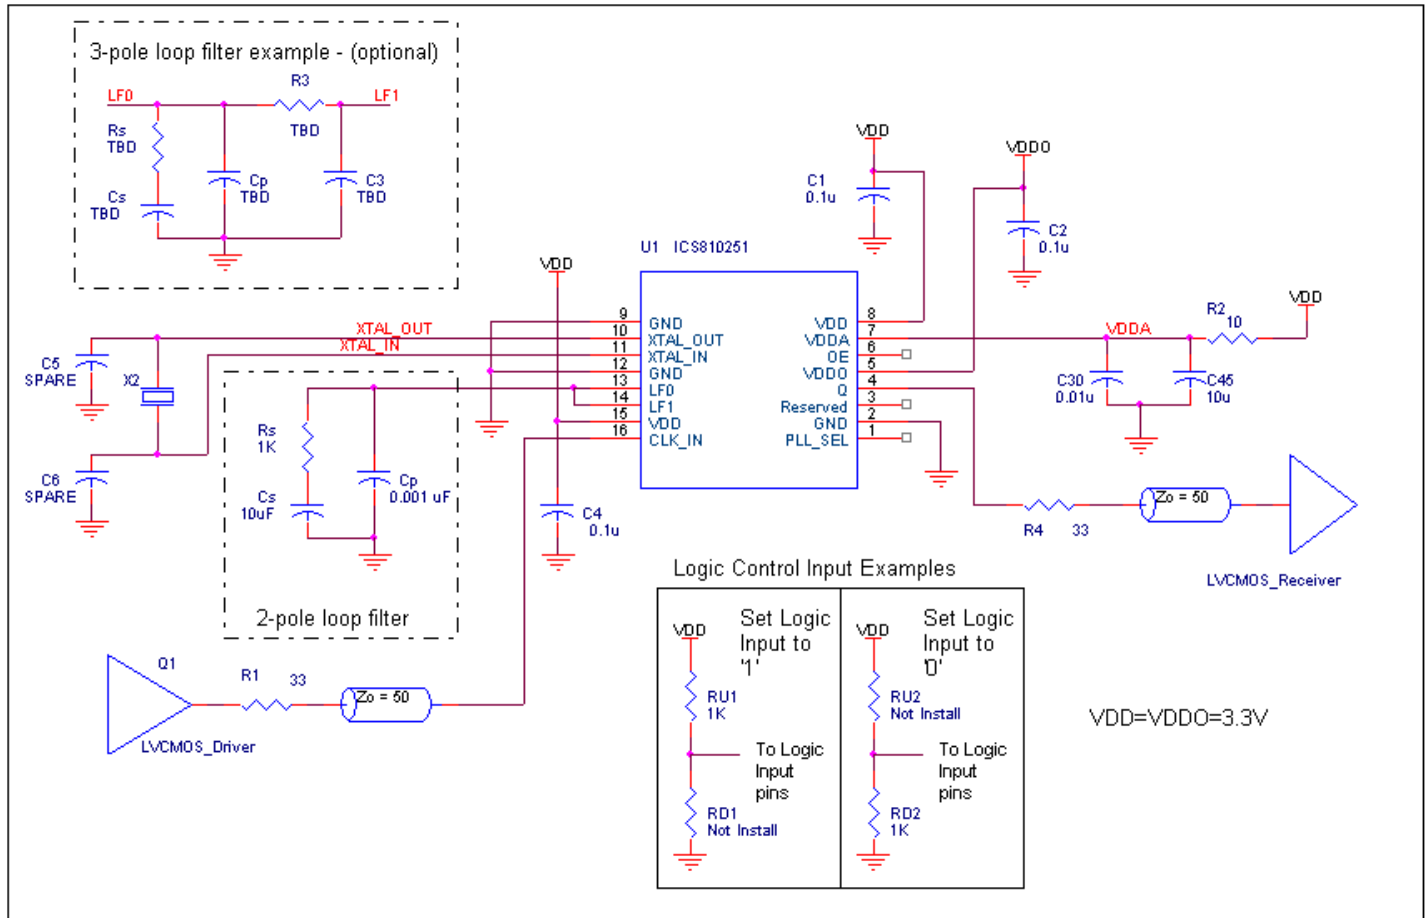 3-pole loop filter example - (optional)
R3
LF0
LF1
TBD
Rs
TBD
Cp
TBD
C3
TBD
Cs
TBD
VDD
VDDO
C1
0.1u
C2
0.1u
U1 ICS810251
VDD
VDD
9
GND
VDD
8
10
XTAL_OUT
VDDA
7
11
XTAL_IN
OE
6
12
GND
VDDO
5
13
LF0
Q
4
14
LF1
Reserved
3
15
VDD
GND
2
16
CLK_IN
PLL_SEL
1
XTAL_OUT
XTAL_IN
VDDA
R2
10
C5
SPARE
X2
C6
SPARE
C30
0.01u
C45
10u
Rs
1K
Cp
0.001 uF
Cs
10uF
2-pole loop filter
C4
0.1u
R4
33
Zo = 50
LVCMOS_Receiver
Q1
R1
33
Zo = 50
LVCMOS_Driver
Logic Control Input Examples
VDD
Set Logic
Input to
'1'
RU1
1K
To Logic
Input
pins
RD1
Not Install
VDD
Set Logic
Input to
'0'
RU2
Not Install
To Logic
Input
pins
RD2
1K
VDD=VDDO=3.3V